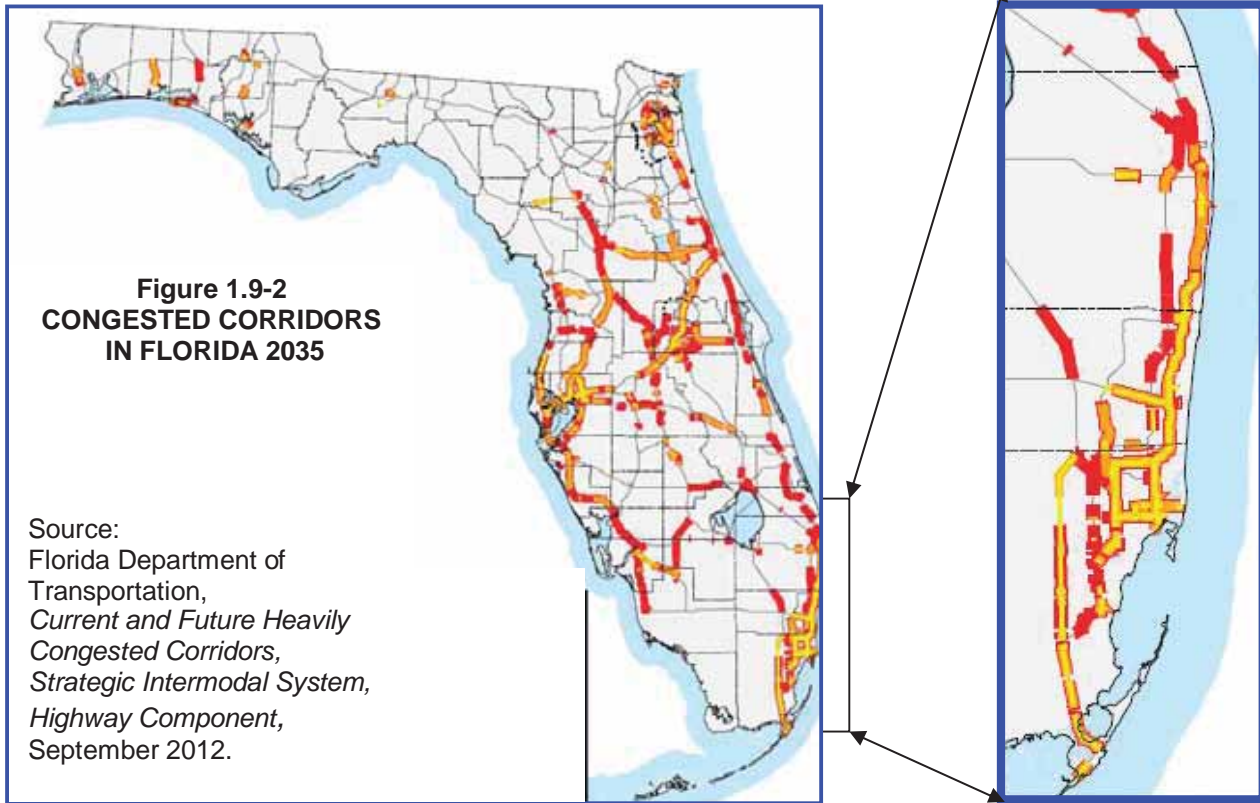 Figure 1.9-2
CONGESTED CORRIDORS
IN FLORIDA 2035
Source:
Florida Department of
Transportation,
Current and Future Heavily
Congested Corridors,
Strategic Intermodal System,
Highway Component,
September 2012.